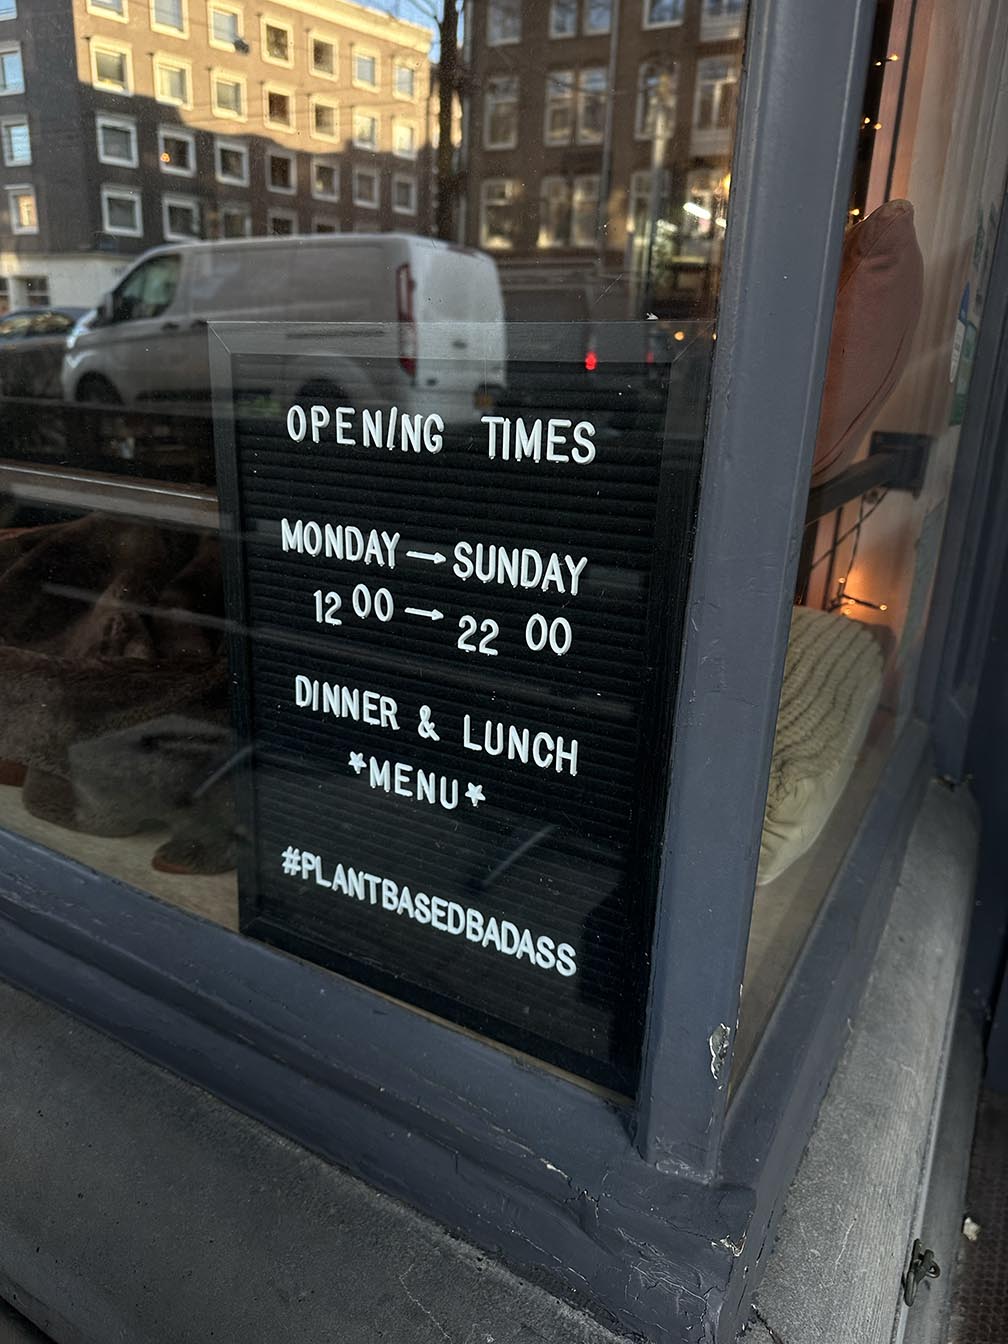 OPENING TIMES
MONDAY → SUNDAY
12 00 → 22 00
DINNER & LUNCH
*MENU*
#PLANTBASEDBADASS